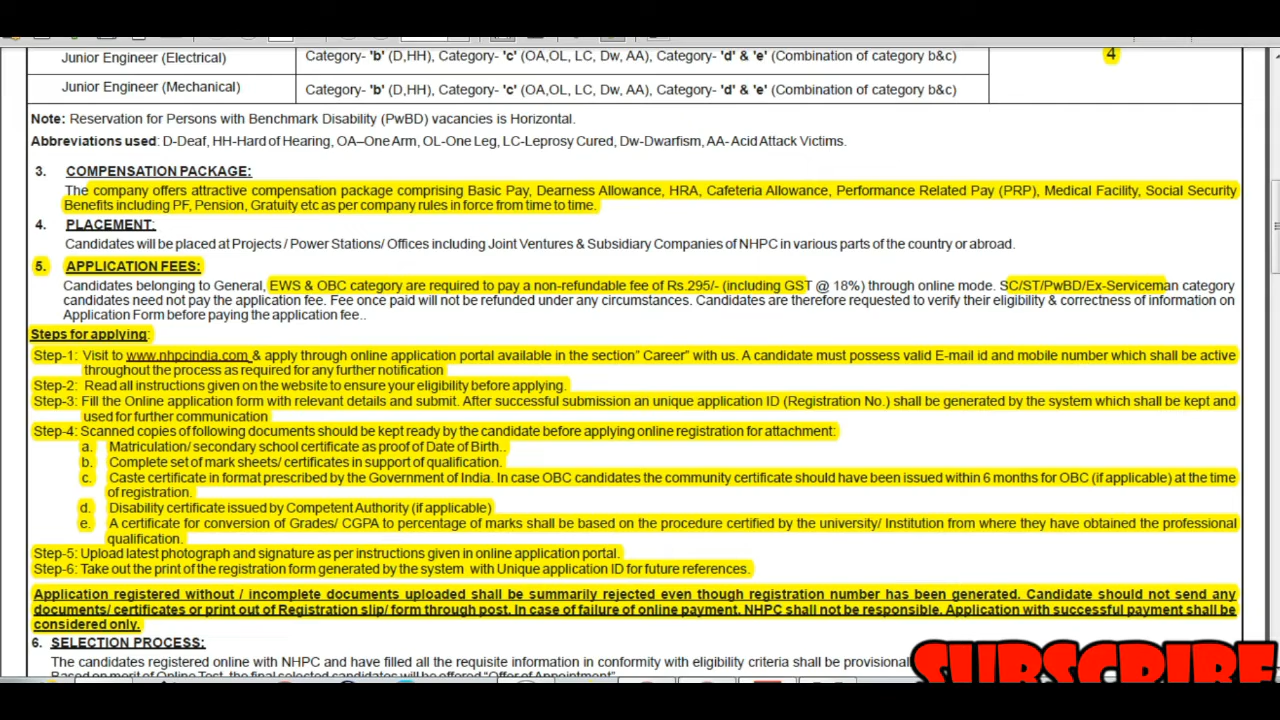 Junior Engineer (Electrical) Category- 'b' (D,HH), Category- 'c' (OA,OL, LC, Dw, AA), Category- 'd' & 'e' (Combination of category b&c) 4
Junior Engineer (Mechanical) Category- 'b' (D,HH), Category- 'c' (OA,OL, LC, Dw, AA), Category- 'd' & 'e' (Combination of category b&c)
Note: Reservation for Persons with Benchmark Disability (PwBD) vacancies is Horizontal.
Abbreviations used: D-Deaf, HH-Hard of Hearing, OA–One Arm, OL-One Leg, LC-Leprosy Cured, Dw-Dwarfism, AA- Acid Attack Victims.
3. COMPENSATION PACKAGE:
The company offers attractive compensation package comprising Basic Pay, Dearness Allowance, HRA, Cafeteria Allowance, Performance Related Pay (PRP), Medical Facility, Social Security
Benefits including PF, Pension, Gratuity etc as per company rules in force from time to time.
4. PLACEMENT:
Candidates will be placed at Projects / Power Stations/ Offices including Joint Ventures & Subsidiary Companies of NHPC in various parts of the country or abroad.
5. APPLICATION FEES:
Candidates belonging to General, EWS & OBC category are required to pay a non-refundable fee of Rs.295/- (including GST @ 18%) through online mode. SC/ST/PwBD/Ex-Serviceman category
candidates need not pay the application fee. Fee once paid will not be refunded under any circumstances. Candidates are therefore requested to verify their eligibility & correctness of information on
Application Form before paying the application fee..
Steps for applying:
Step-1: Visit to www.nhpcindia.com & apply through online application portal available in the section" Career" with us. A candidate must possess valid E-mail id and mobile number which shall be active
throughout the process as required for any further notification
Step-2: Read all instructions given on the website to ensure your eligibility before applying.
Step-3: Fill the Online application form with relevant details and submit. After successful submission an unique application ID (Registration No.) shall be generated by the system which shall be kept and
used for further communication
Step-4: Scanned copies of following documents should be kept ready by the candidate before applying online registration for attachment:
a. Matriculation/ secondary school certificate as proof of Date of Birth..
b. Complete set of mark sheets/ certificates in support of qualification.
c. Caste certificate in format prescribed by the Government of India. In case OBC candidates the community certificate should have been issued within 6 months for OBC (if applicable) at the time
of registration.
d. Disability certificate issued by Competent Authority (if applicable)
e. A certificate for conversion of Grades/ CGPA to percentage of marks shall be based on the procedure certified by the university/ Institution from where they have obtained the professional
qualification.
Step-5: Upload latest photograph and signature as per instructions given in online application portal.
Step-6: Take out the print of the registration form generated by the system with Unique application ID for future references.
Application registered without / incomplete documents uploaded shall be summarily rejected even though registration number has been generated. Candidate should not send any
documents/ certificates or print out of Registration slip/ form through post. In case of failure of online payment, NHPC shall not be responsible. Application with successful payment shall be
considered only.
6. SELECTION PROCESS:
The candidates registered online with NHPC and have filled all the requisite information in conformity with eligibility criteria shall be provisional
Based on merit of Online Test, the final selected candidates will be offered "Offer of Appointment"
SUBSCRIBE